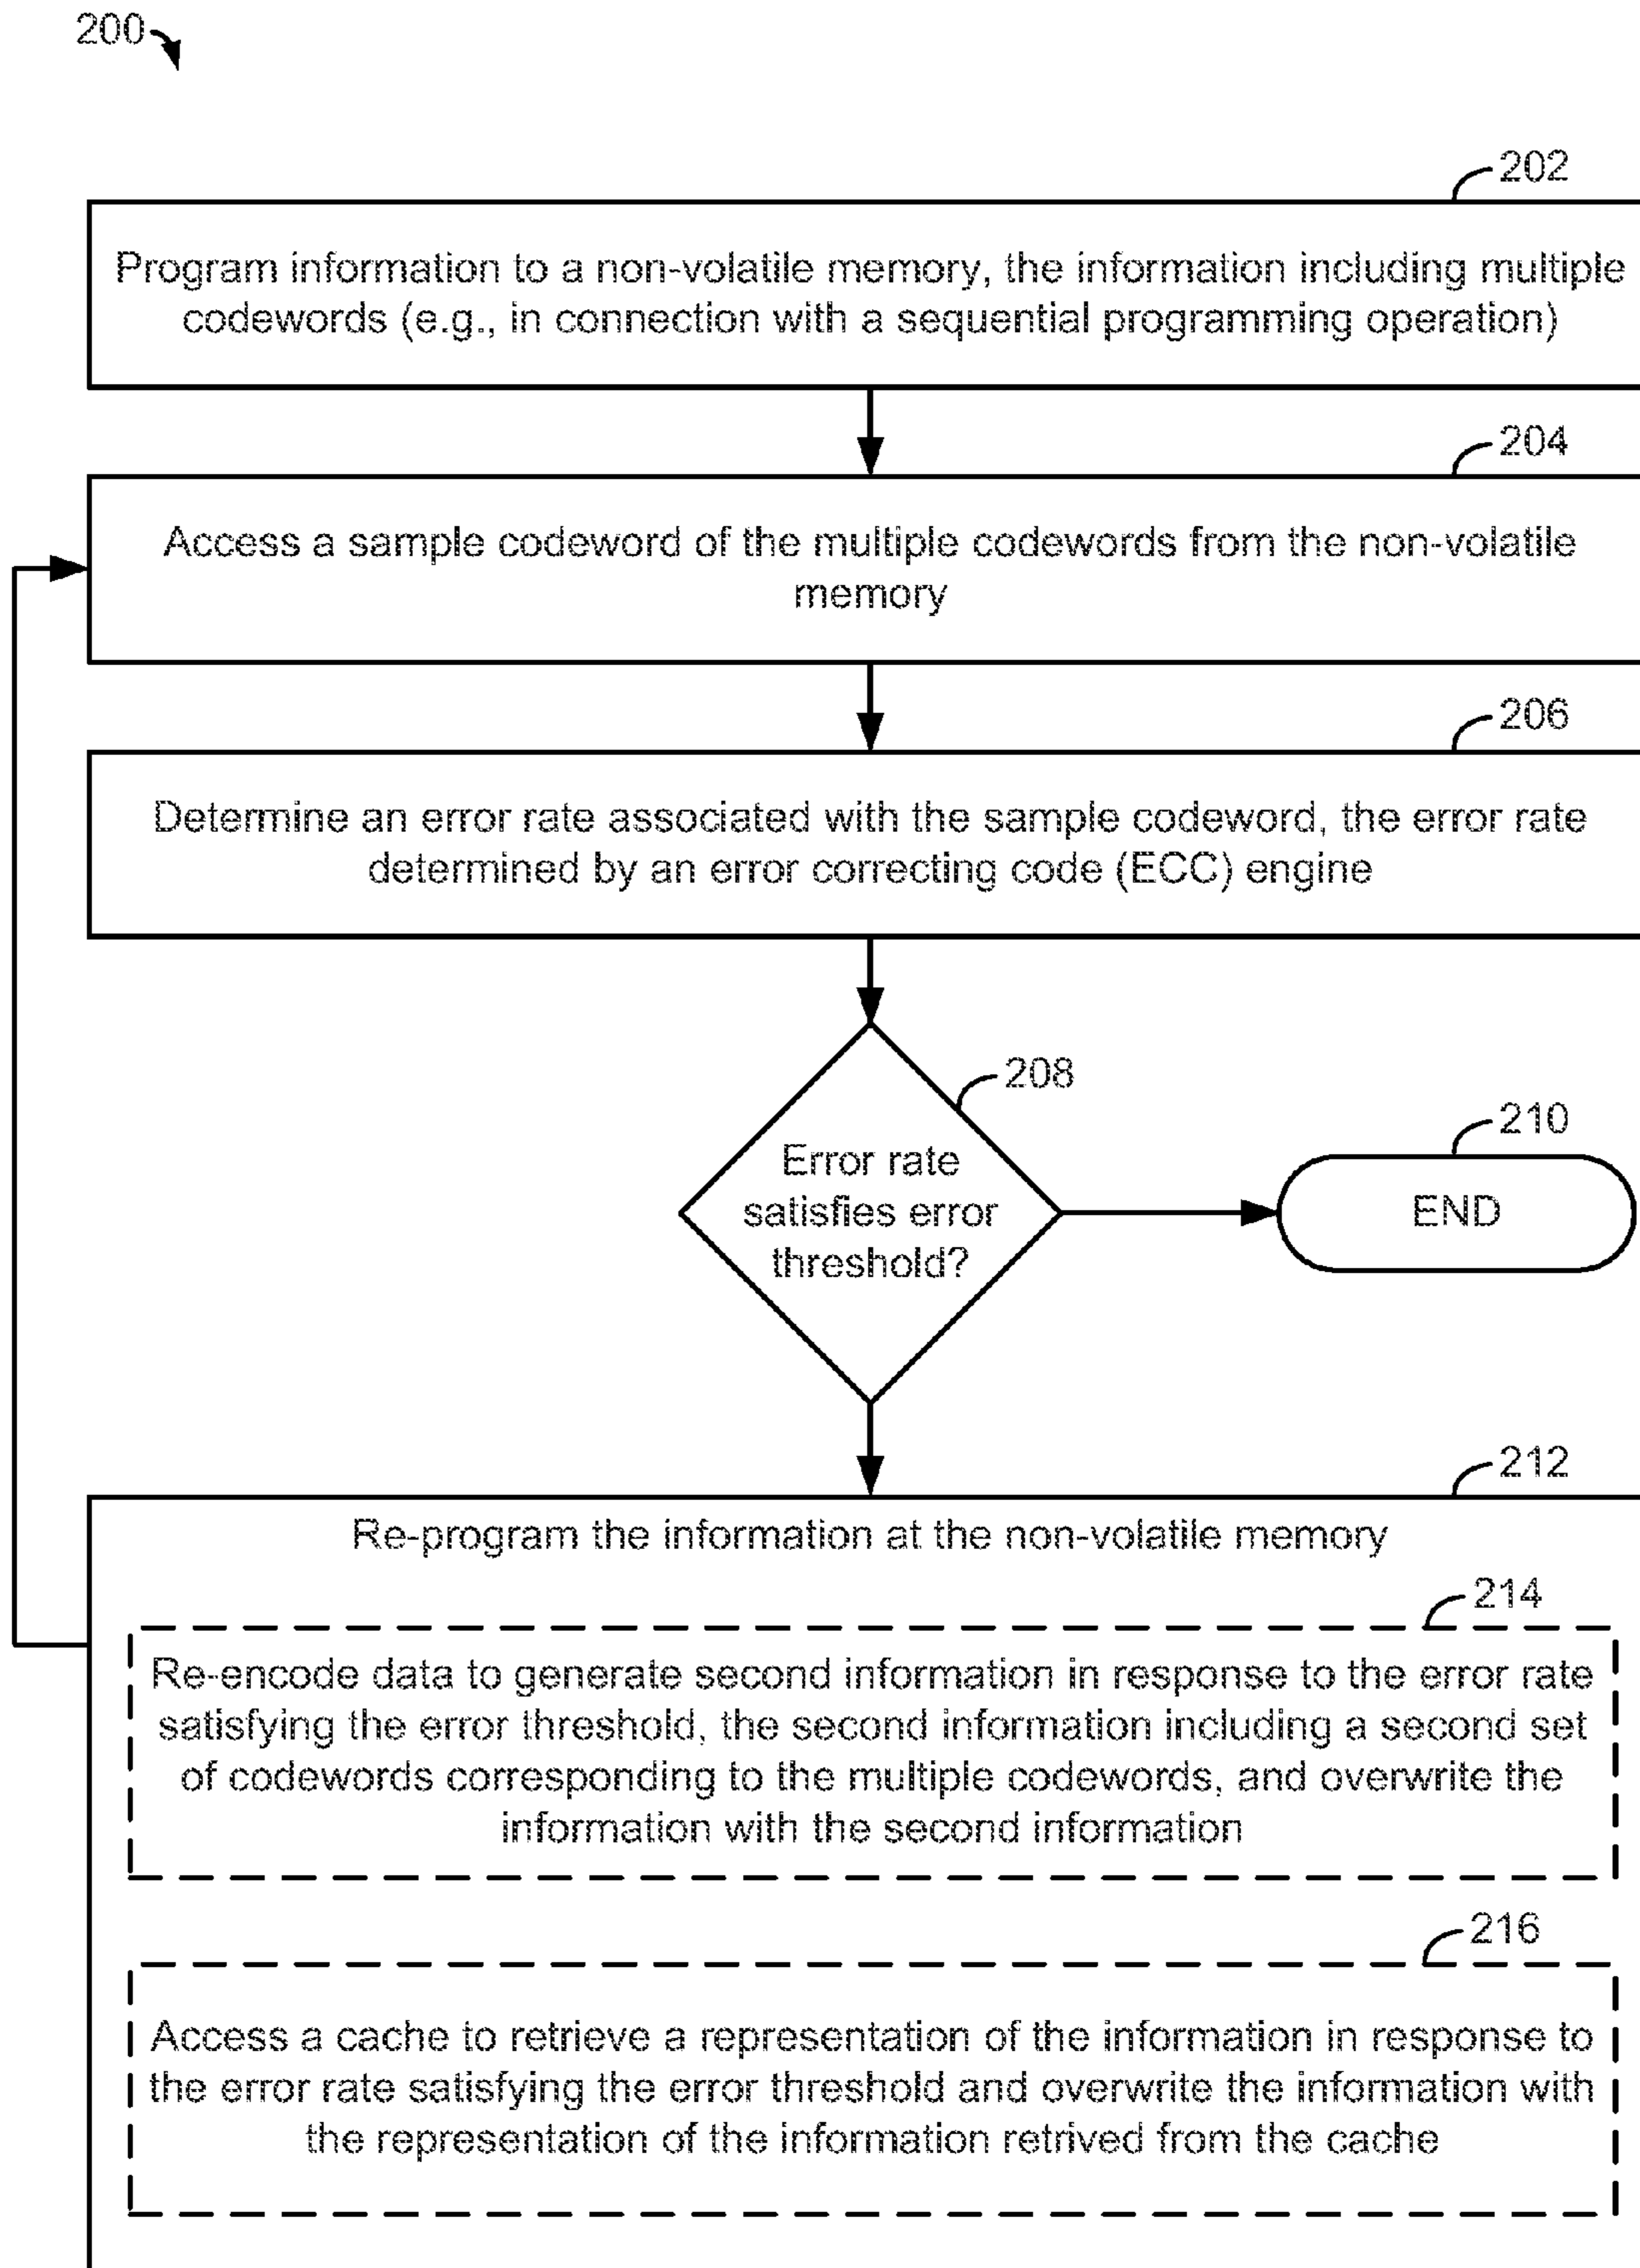 200
202
Program information to a non-volatile memory, the information including multiple
codewords (e.g., in connection with a sequential programming operation)
204
Access a sample codeword of the multiple codewords from the non-volatile
memory
206
Determine an error rate associated with the sample codeword, the error rate
determined by an error correcting code (ECC) engine
208
Error rate
satisfies error
threshold?
210
END
212
Re-program the information at the non-volatile memory
214
Re-encode data to generate second information in response to the error rate
satisfying the error threshold, the second information including a second set
of codewords corresponding to the multiple codewords, and overwrite the
information with the second information
216
Access a cache to retrieve a representation of the information in response to
the error rate satisfying the error threshold and overwrite the information with
the representation of the information retrived from the cache